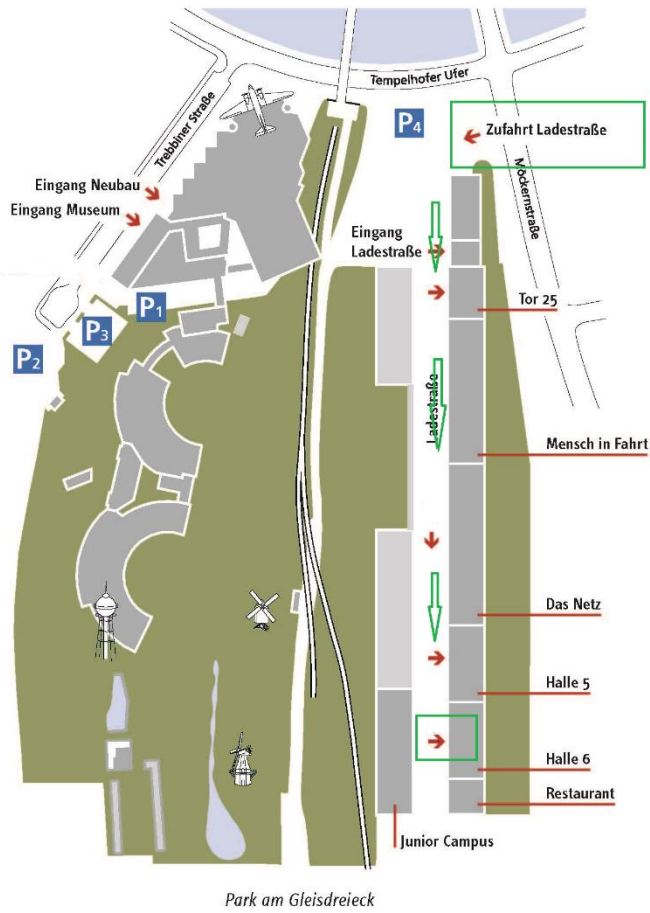 Tempelhofer Ufer
Trebbiner Straße
P4
Zufahrt Ladestraße
Möckernstraße
Eingang Neubau
Eingang Museum
Eingang
Ladestraße
P1
P3
P2
Tor 25
Ladestraße
Mensch in Fahrt
Das Netz
Halle 5
Halle 6
Restaurant
Junior Campus
Park am Gleisdreieck